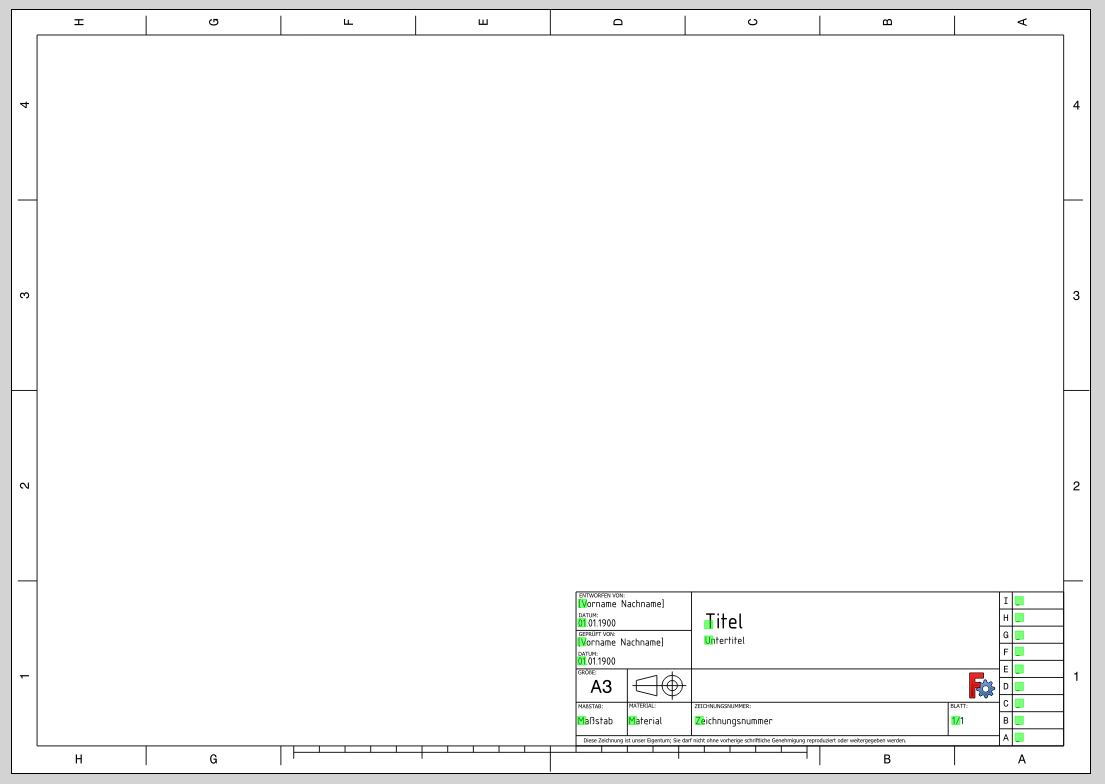 H G F E D C B A
4 4
3 3
2 2
1 1
ENTWORFEN VON:
[Vorname Nachname]
DATUM:
01.01.1900
GEPRÜFT VON:
[Vorname Nachname]
DATUM:
01.01.1900
Titel
Untertitel
GRÖßE:
A3
MAßSTAB:
Maßstab
MATERIAL:
Material
ZEICHNUNGSNUMMER:
Zeichnungsnummer
BLATT:
1/1
Diese Zeichnung ist unser Eigentum; Sie darf nicht ohne vorherige schriftliche Genehmigung reproduziert oder weitergegeben werden.
I _
H _
G _
F _
E _
D _
C _
B _
A _
H G B A